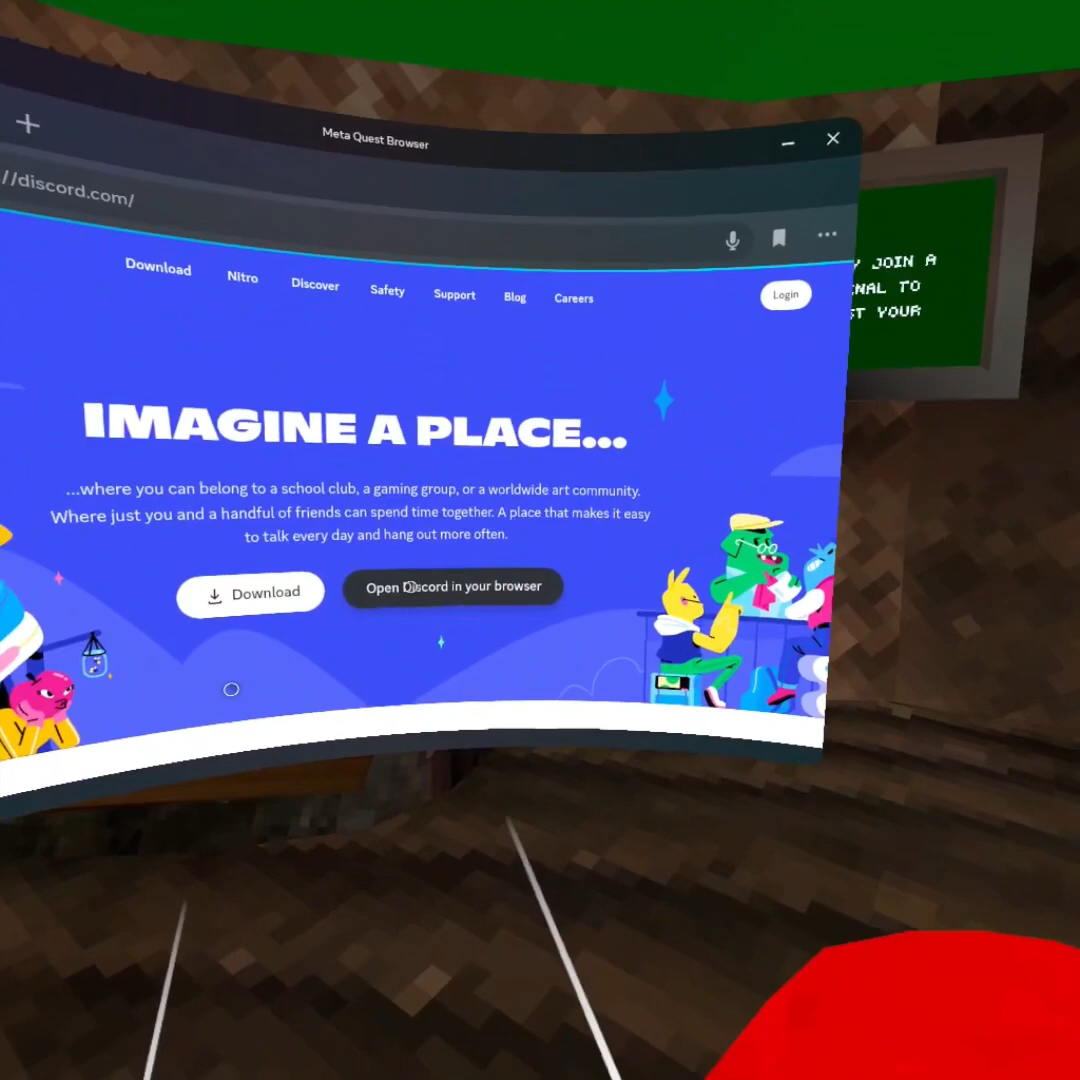 Meta Quest Browser
//discord.com/
Download Nitro Discover Safety Support Blog Careers Login
IMAGINE A PLACE...
...where you can belong to a school club, a gaming group, or a worldwide art community.
Where just you and a handful of friends can spend time together. A place that makes it easy
to talk every day and hang out more often.
Download Open Discord in your browser
JOIN A
TO
YOUR